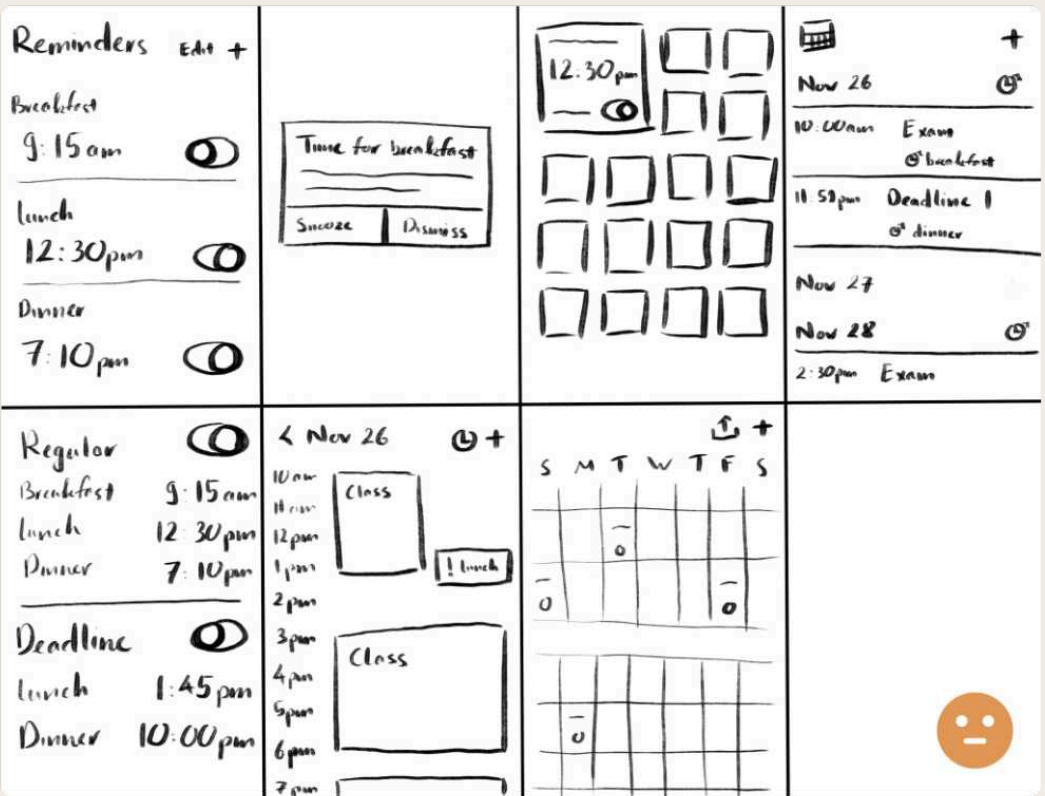 Reminders Edit +
Breakfast
9:15am
Lunch
12:30pm
Dinner
7:10pm
Time for breakfast
Snooze Dismiss
12:30pm
+
Nov 26
10:00am Exam
breakfast
11:59pm Deadline 1
dinner
Nov 27
Nov 28
2:30pm Exam
Regular
Breakfast 9:15am
Lunch 12:30pm
Dinner 7:10pm
Deadline
Lunch 1:45pm
Dinner 10:00pm
< Nov 26 +
10am
Class
11am
12pm
1pm ! lunch
2pm
3pm
Class
4pm
5pm
6pm
7pm
+
S M T W T F S